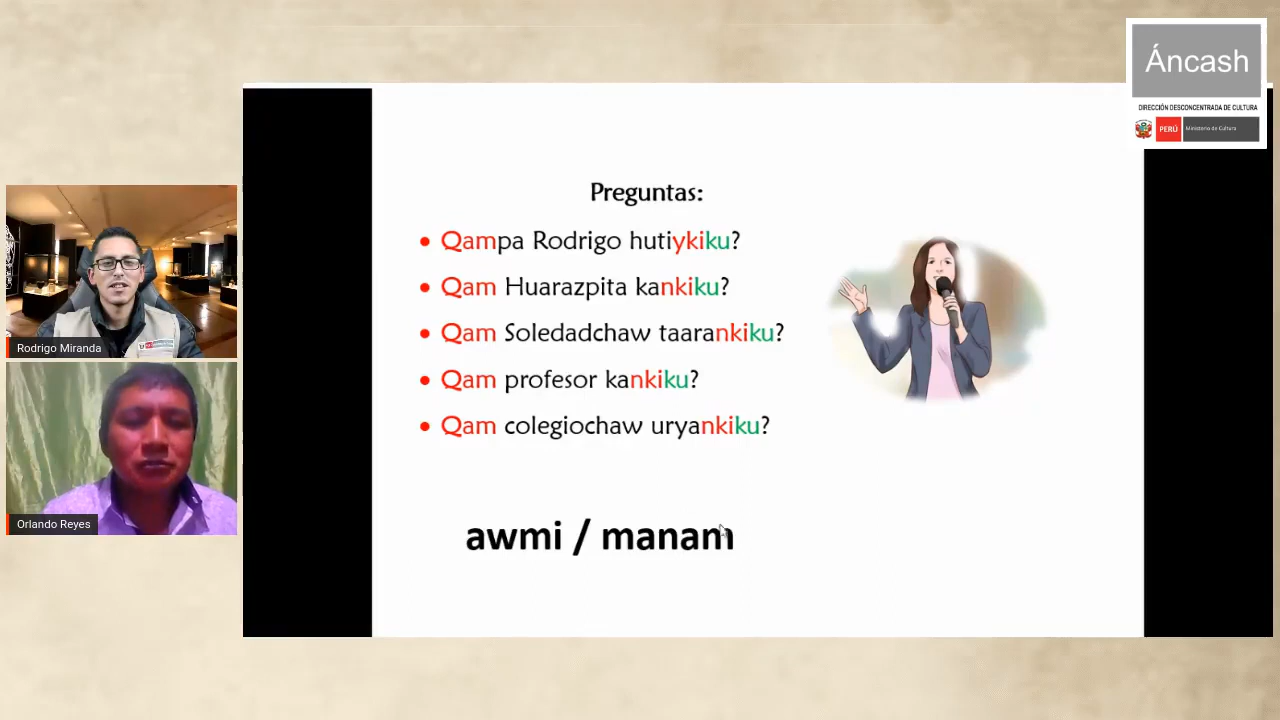 Áncash
DIRECCIÓN DESCONCENTRADA DE CULTURA
PERÚ
Ministerio de Cultura
Preguntas:
• Qampa Rodrigo hutiykiku?
• Qam Huarazpita kankiku?
• Qam Soledadchaw taarankiku?
• Qam profesor kankiku?
• Qam colegiochaw uryankiku?
awmi / manam
Rodrigo Miranda
Orlando Reyes